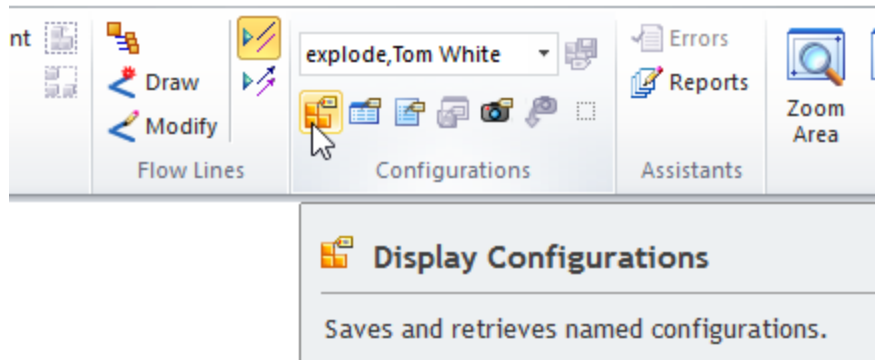 nt
Draw
Modify
Flow Lines
explode,Tom White
Configurations
Errors
Reports
Assistants
Zoom
Area
Display Configurations
Saves and retrieves named configurations.